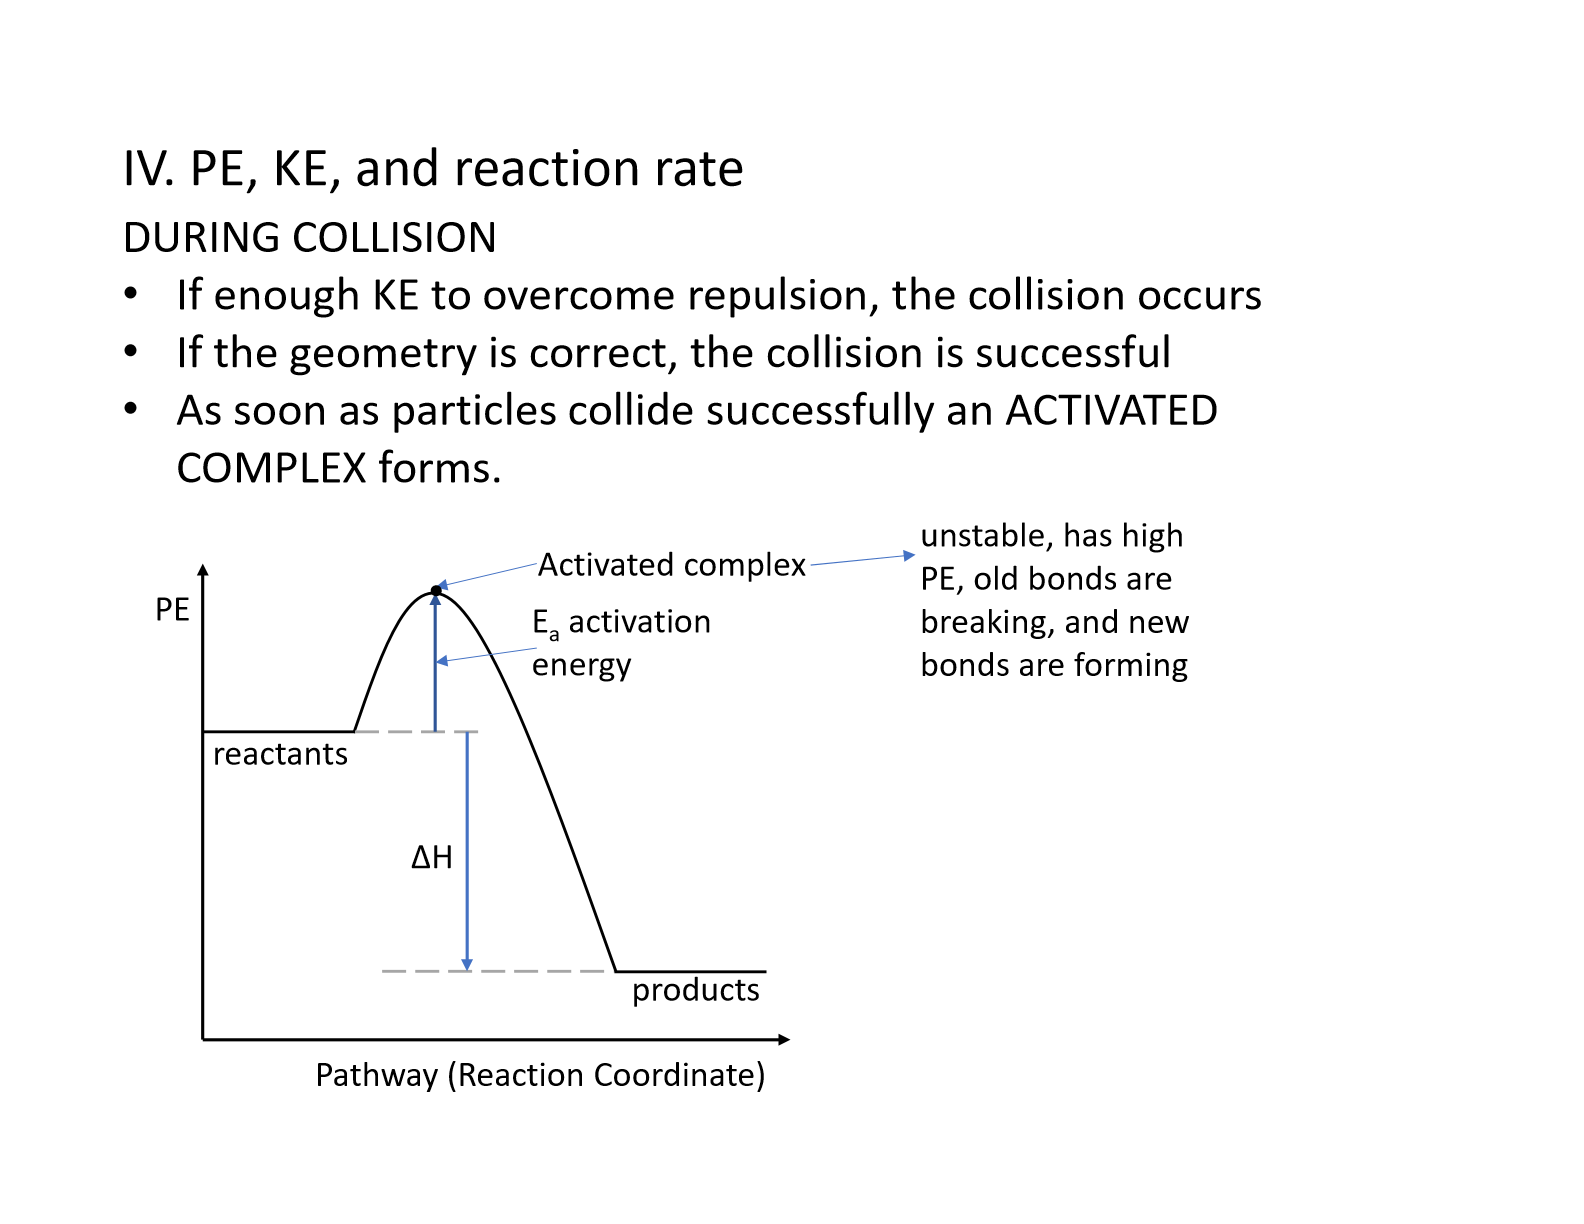 IV. PE, KE, and reaction rate
DURING COLLISION
• If enough KE to overcome repulsion, the collision occurs
• If the geometry is correct, the collision is successful
• As soon as particles collide successfully an ACTIVATED
COMPLEX forms.
unstable, has high
PE, old bonds are
breaking, and new
bonds are forming
Activated complex
PE
Eₐ activation
energy
reactants
ΔH
products
Pathway (Reaction Coordinate)